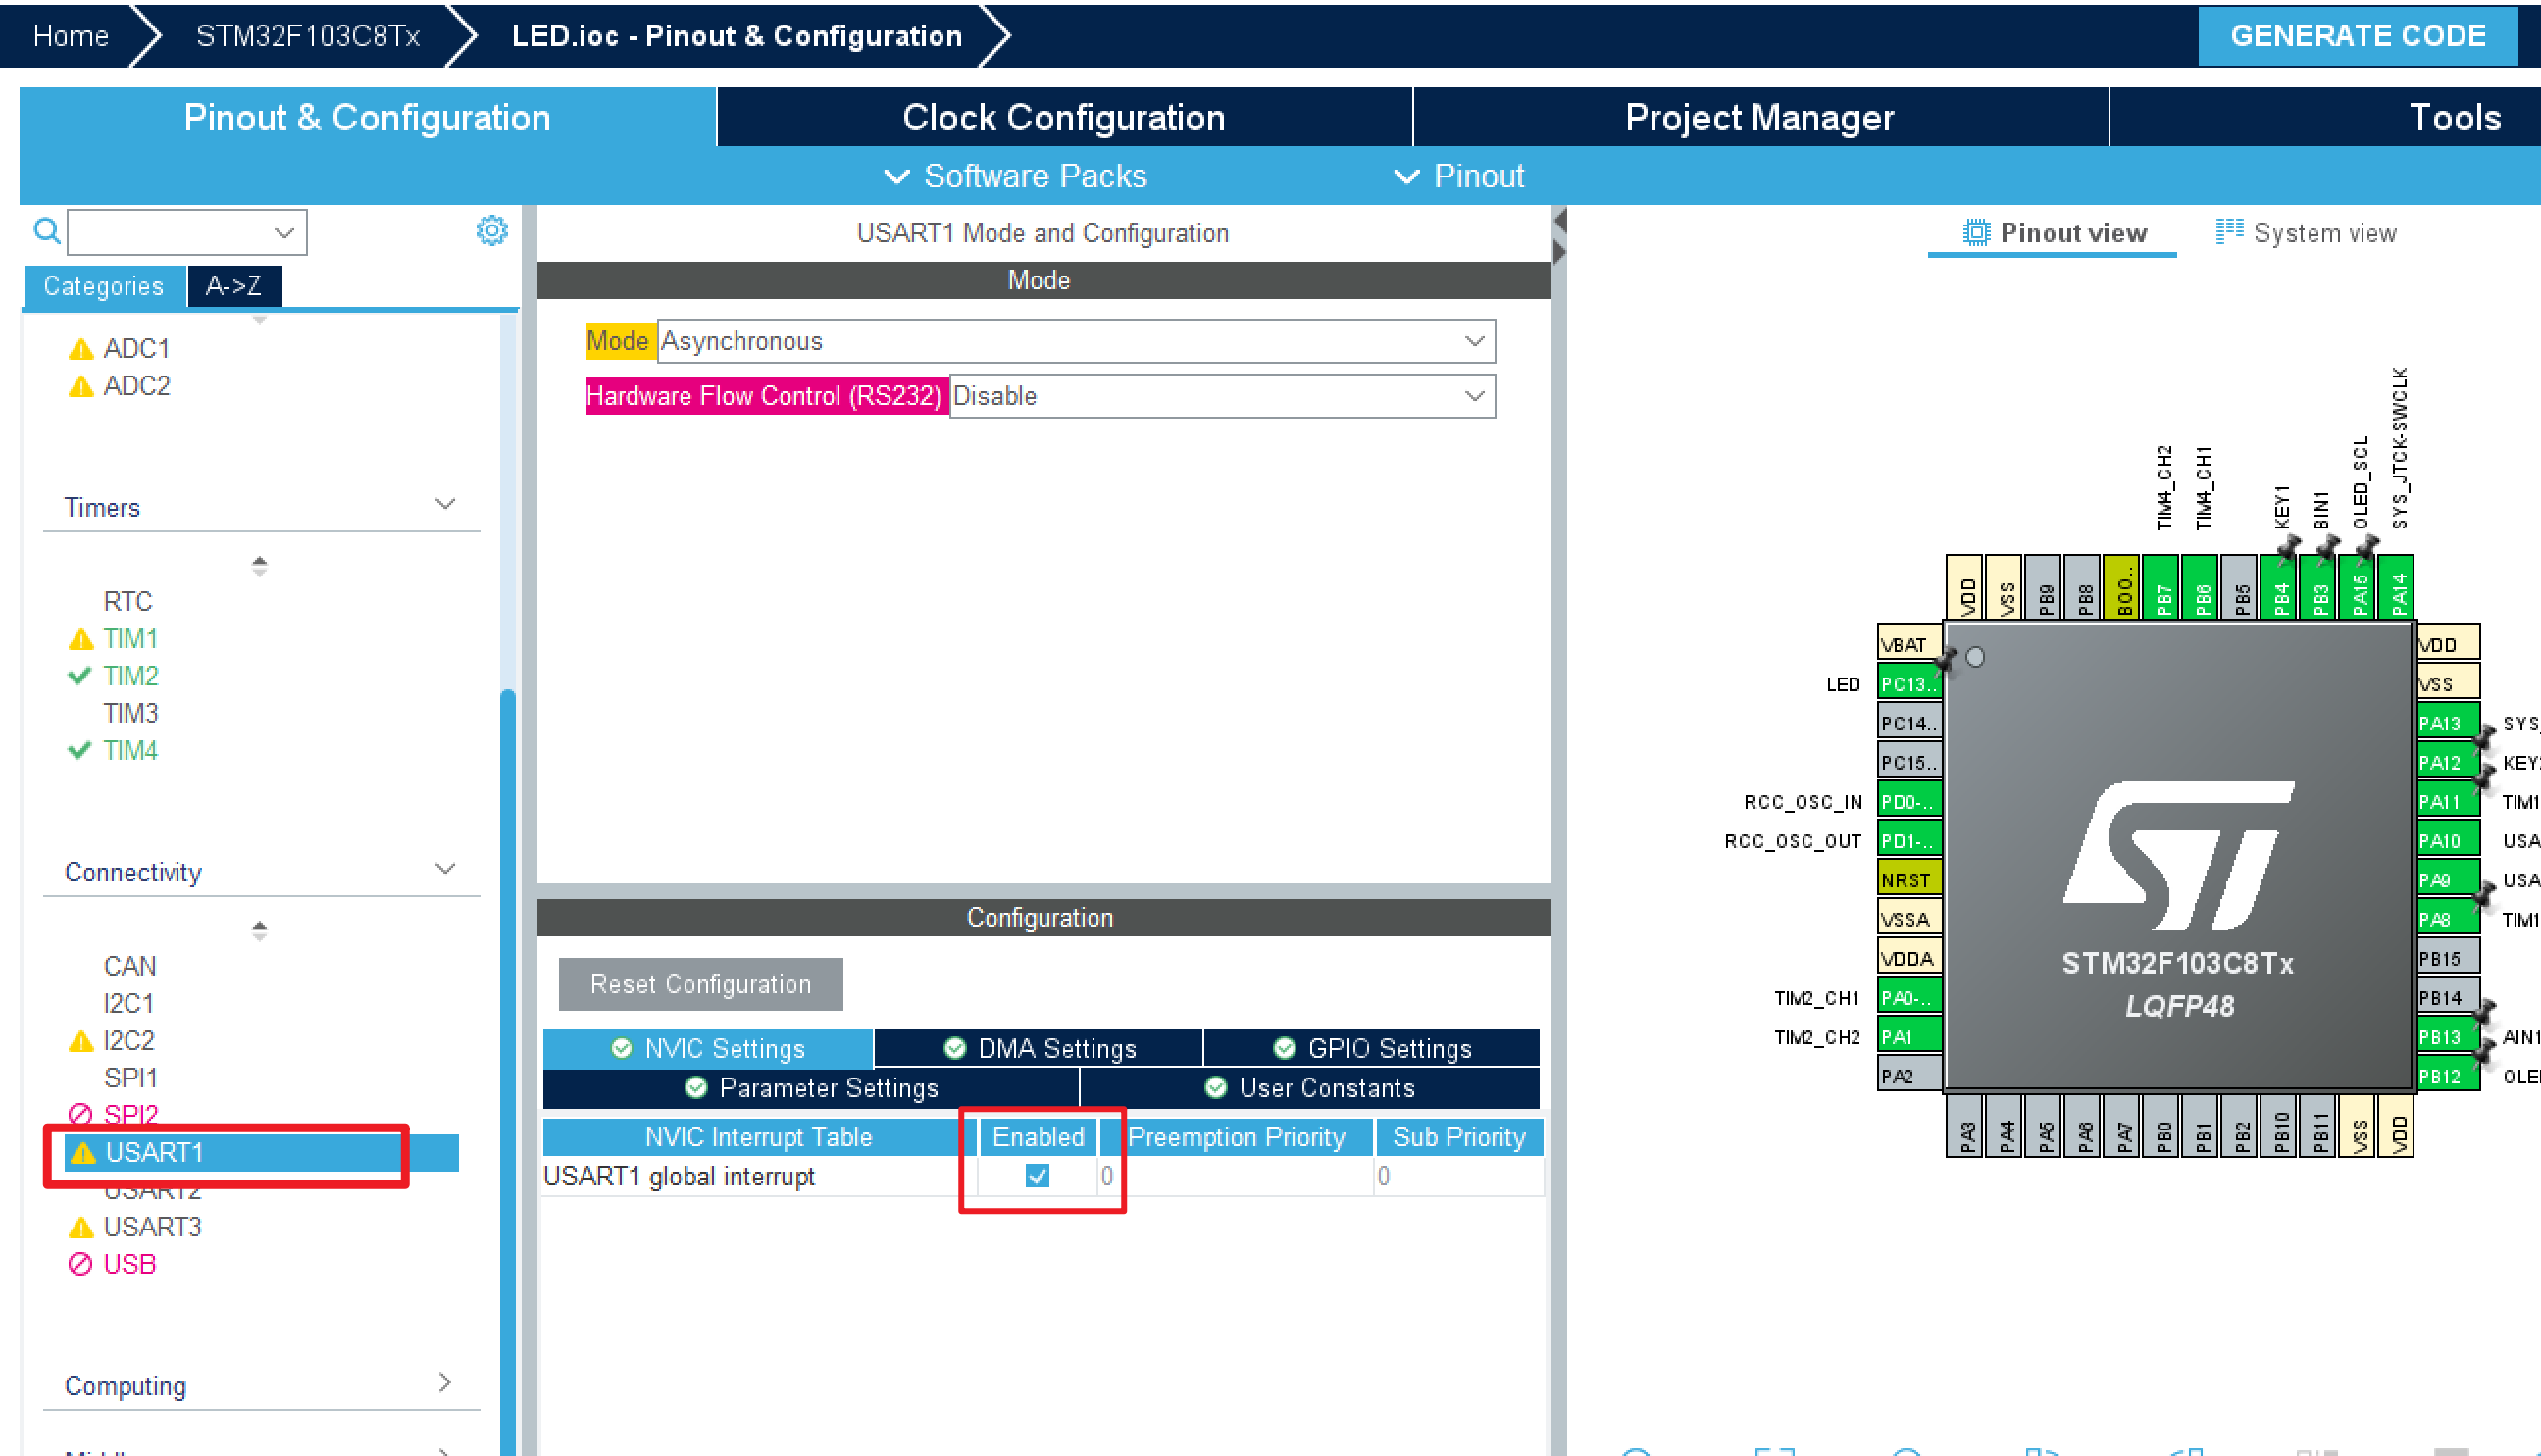 Home STM32F103C8Tx LED.ioc - Pinout & Configuration GENERATE CODE
Pinout & Configuration Clock Configuration Project Manager Tools
Software Packs Pinout
USART1 Mode and Configuration
Pinout view System view
Categories A->Z
Mode
ADC1
ADC2
Mode Asynchronous
Hardware Flow Control (RS232) Disable
Timers
RTC
TIM1
TIM2
TIM3
TIM4
Connectivity
CAN
I2C1
I2C2
SPI1
SPI2
USART1
USART2
USART3
USB
Computing
Configuration
Reset Configuration
NVIC Settings DMA Settings GPIO Settings
Parameter Settings User Constants
NVIC Interrupt Table Enabled Preemption Priority Sub Priority
USART1 global interrupt 0 0
TIM4_CH2 TIM4_CH1 KEY1 BIN1 OLED_SCL SYS_JTCK-SWCLK
VDD VSS PB9 PB8 BOO.. PB7 PB6 PB5 PB4 PB3 PA15 PA14
VBAT VDD
LED PC13.. VSS
PC14.. PA13 SYS_
PC15.. PA12 KEY2
RCC_OSC_IN PD0-.. PA11 TIM1
RCC_OSC_OUT PD1-.. PA10 USA
NRST PA9 USA
VSSA PA8 TIM1
VDDA PB15
TIM2_CH1 PA0-.. PB14
TIM2_CH2 PA1 PB13 AIN1
PA2 PB12 OLE
ST
STM32F103C8Tx
LQFP48
PA3 PA4 PA5 PA6 PA7 PB0 PB1 PB2 PB10 PB11 VSS VDD